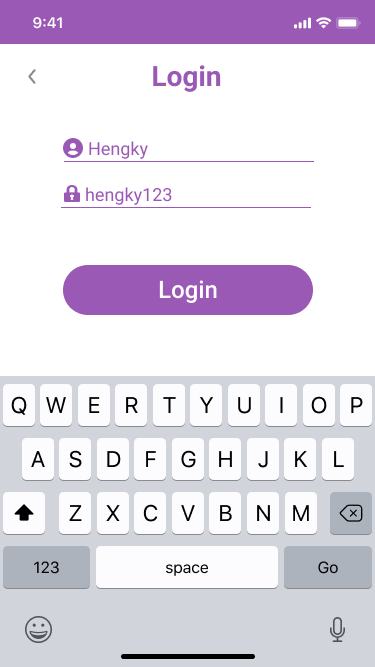 9:41
Login
Hengky
hengky123
Login
Q W E R T Y U I O P
A S D F G H J K L
Z X C V B N M
123 space Go